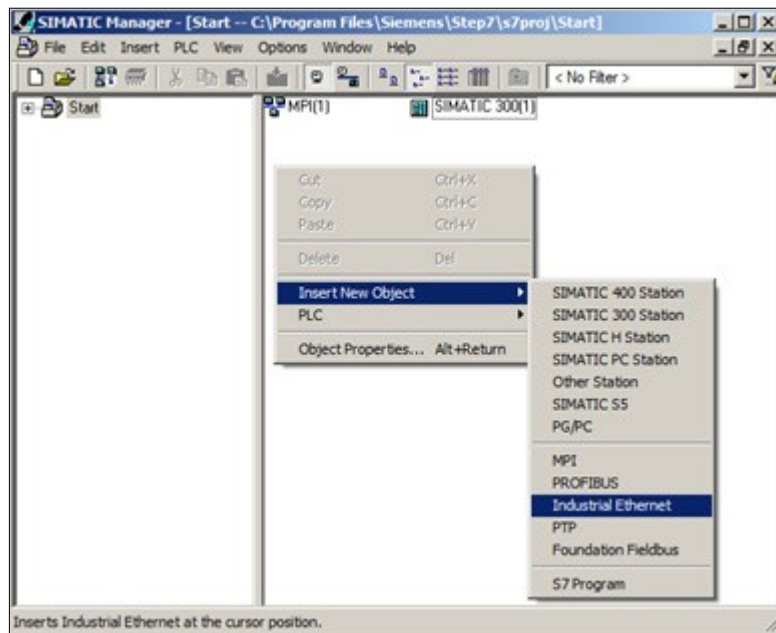 SIMATIC Manager - [Start -- C:\Program Files\Siemens\Step7\s7proj\Start]
File Edit Insert PLC View Options Window Help
< No Filter >
Start
MPI(1) SIMATIC 300(1)
Cut Ctrl+X
Copy Ctrl+C
Paste Ctrl+V
Delete Del
Insert New Object
PLC
Object Properties... Alt+Return
SIMATIC 400 Station
SIMATIC 300 Station
SIMATIC H Station
SIMATIC PC Station
Other Station
SIMATIC S5
PG/PC
MPI
PROFIBUS
Industrial Ethernet
PTP
Foundation Fieldbus
S7 Program
Inserts Industrial Ethernet at the cursor position.